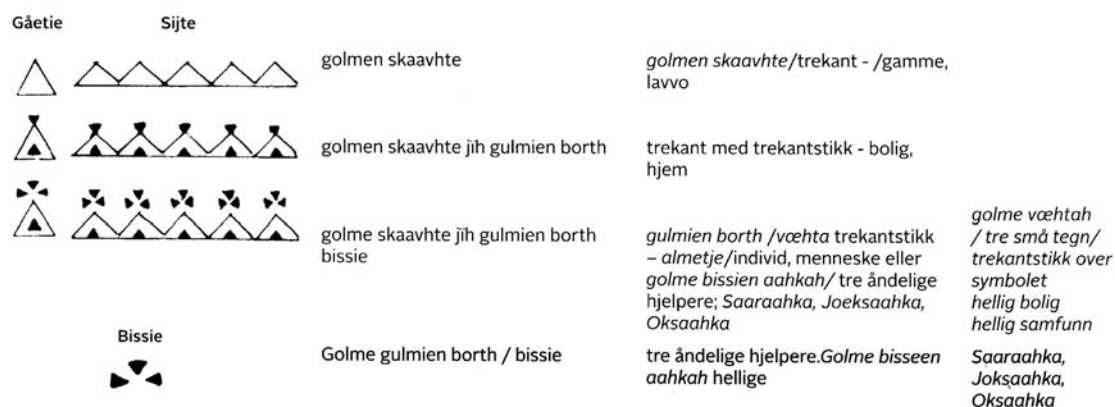 Gåetie Sijte
golmen skaavhte
golmen skaavhte/trekant - /gamme,
lavvo
golmen skaavhte jïh gulmien borth
trekant med trekantstikk - bolig,
hjem
golme skaavhte jïh gulmien borth
bissie
gulmien borth /væhta trekantstikk
– almetje/individ, menneske eller
golme bissien aahkah/ tre åndelige
hjelpere; Saaraahka, Joeksaahka,
Oksaahka
golme væhtah
/ tre små tegn/
trekantstikk over
symbolet
hellig bolig
hellig samfunn
Bissie
Golme gulmien borth / bissie
tre åndelige hjelpere.Golme bisseen
aahkah hellige
Saaraahka,
Joksaahka,
Oksaahka